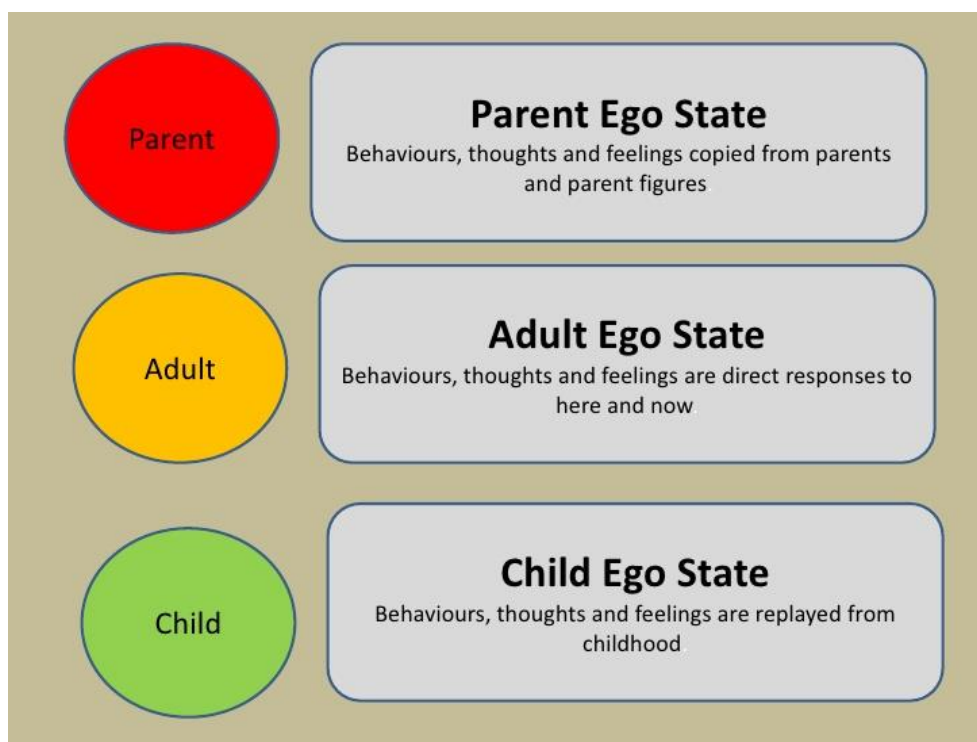 Parent
Parent Ego State
Behaviours, thoughts and feelings copied from parents
and parent figures
Adult
Adult Ego State
Behaviours, thoughts and feelings are direct responses to
here and now.
Child
Child Ego State
Behaviours, thoughts and feelings are replayed from
childhood.